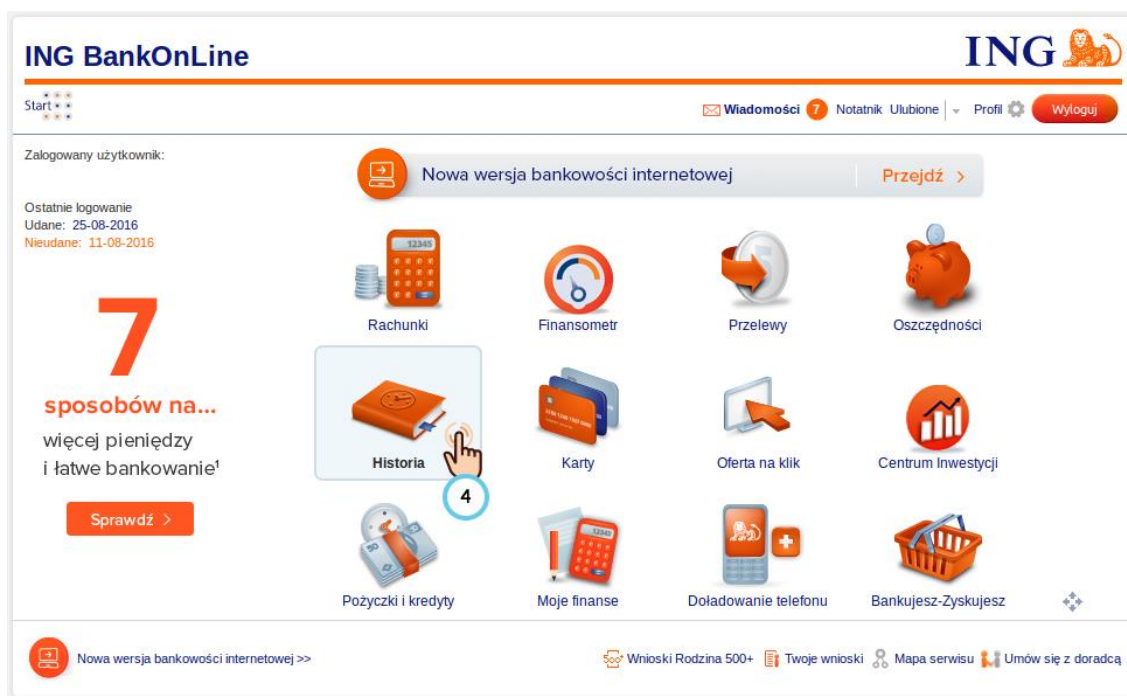 ING BankOnLine
ING
Start
Wiadomości 7 Notatnik Ulubione Profil Wyloguj
Zalogowany użytkownik:
Nowa wersja bankowości internetowej Przejdź >
Ostatnie logowanie
Udane: 25-08-2016
Nieudane: 11-08-2016
12345
Rachunki Finansometr Przelewy Oszczędności
7
sposobów na...
więcej pieniędzy
i łatwe bankowanie¹
Sprawdź >
Historia Karty Oferta na klik Centrum Inwestycji
4
50
12345
Pożyczki i kredyty Moje finanse Doładowanie telefonu Bankujesz-Zyskujesz
Nowa wersja bankowości internetowej >>
500+ Wnioski Rodzina 500+ Twoje wnioski Mapa serwisu Umów się z doradcą